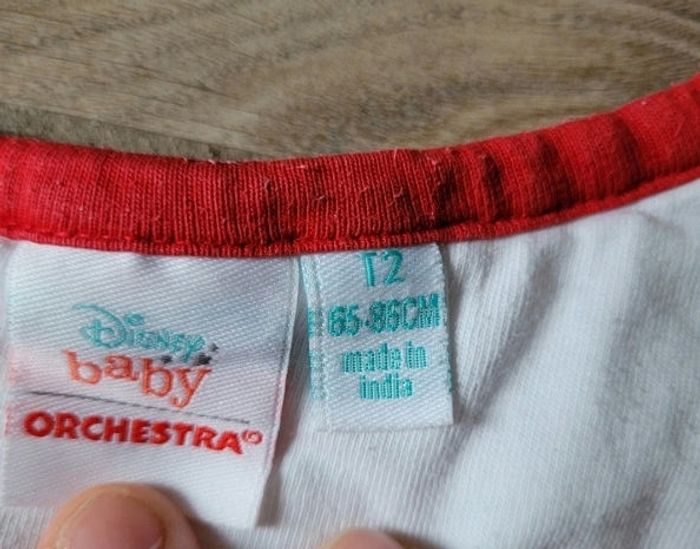 Disney
baby
ORCHESTRA
T2
65-86CM
made in
india